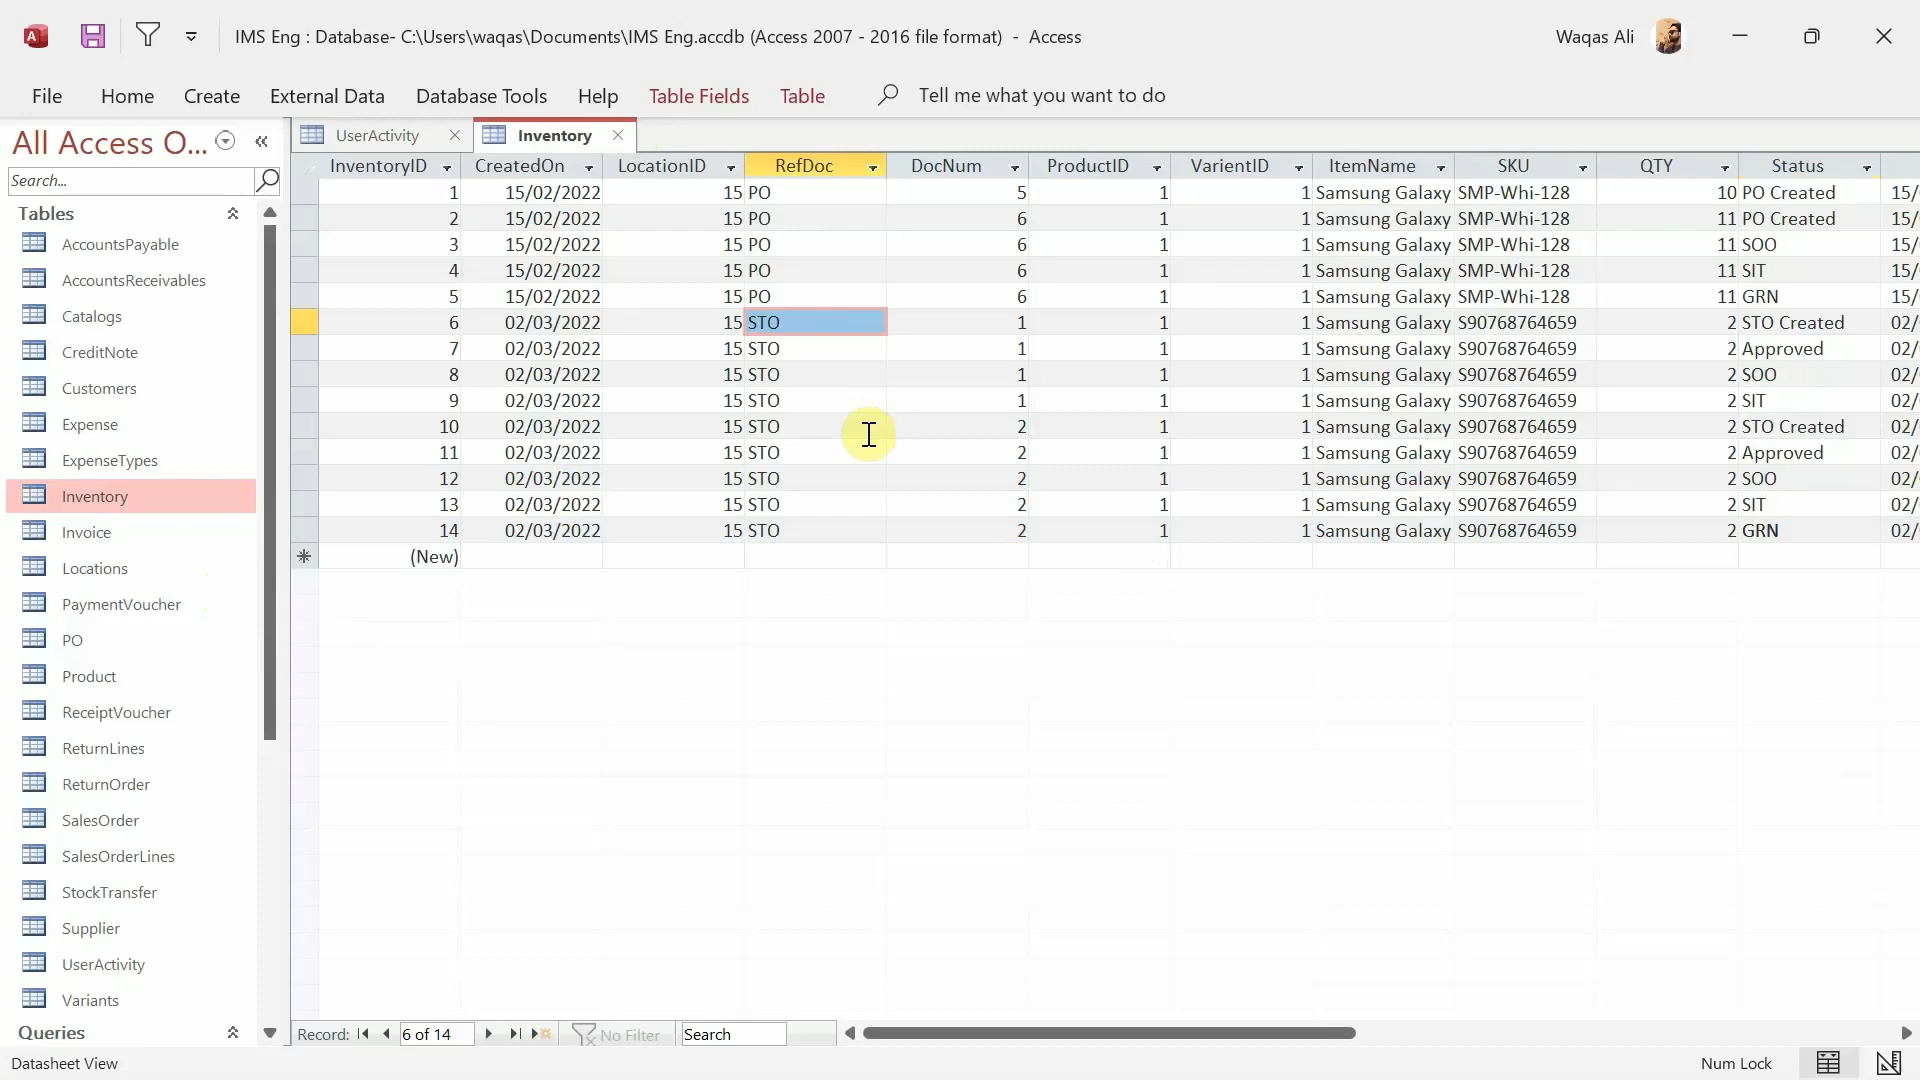 IMS Eng : Database- C:\Users\waqas\Documents\IMS Eng.accdb (Access 2007 - 2016 file format) - Access
Waqas Ali
File Home Create External Data Database Tools Help Table Fields Table Tell me what you want to do
All Access O...
Search...
Tables
AccountsPayable
AccountsReceivables
Catalogs
CreditNote
Customers
Expense
ExpenseTypes
Inventory
Invoice
Locations
PaymentVoucher
PO
Product
ReceiptVoucher
ReturnLines
ReturnOrder
SalesOrder
SalesOrderLines
StockTransfer
Supplier
UserActivity
Variants
Queries
UserActivity Inventory
InventoryID CreatedOn LocationID RefDoc DocNum ProductID VarientID ItemName SKU QTY Status
1 15/02/2022 15 PO 5 1 1 Samsung Galaxy SMP-Whi-128 10 PO Created 15/
2 15/02/2022 15 PO 6 1 1 Samsung Galaxy SMP-Whi-128 11 PO Created 15/
3 15/02/2022 15 PO 6 1 1 Samsung Galaxy SMP-Whi-128 11 SOO 15/
4 15/02/2022 15 PO 6 1 1 Samsung Galaxy SMP-Whi-128 11 SIT 15/
5 15/02/2022 15 PO 6 1 1 Samsung Galaxy SMP-Whi-128 11 GRN 15/
6 02/03/2022 15 STO 1 1 1 Samsung Galaxy S90768764659 2 STO Created 02/
7 02/03/2022 15 STO 1 1 1 Samsung Galaxy S90768764659 2 Approved 02/
8 02/03/2022 15 STO 1 1 1 Samsung Galaxy S90768764659 2 SOO 02/
9 02/03/2022 15 STO 1 1 1 Samsung Galaxy S90768764659 2 SIT 02/
10 02/03/2022 15 STO 2 1 1 Samsung Galaxy S90768764659 2 STO Created 02/
11 02/03/2022 15 STO 2 1 1 Samsung Galaxy S90768764659 2 Approved 02/
12 02/03/2022 15 STO 2 1 1 Samsung Galaxy S90768764659 2 SOO 02/
13 02/03/2022 15 STO 2 1 1 Samsung Galaxy S90768764659 2 SIT 02/
14 02/03/2022 15 STO 2 1 1 Samsung Galaxy S90768764659 2 GRN 02/
(New)
Record: 6 of 14 No Filter Search
Datasheet View
Num Lock